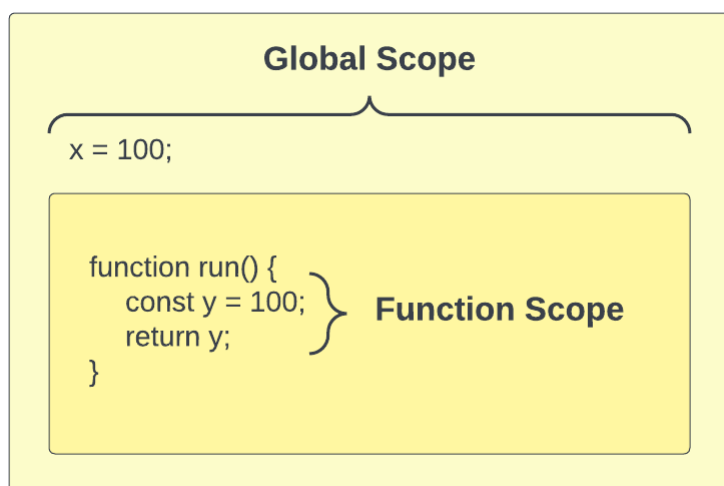 Global Scope
x = 100;
function run() {
const y = 100;
return y;
}
Function Scope